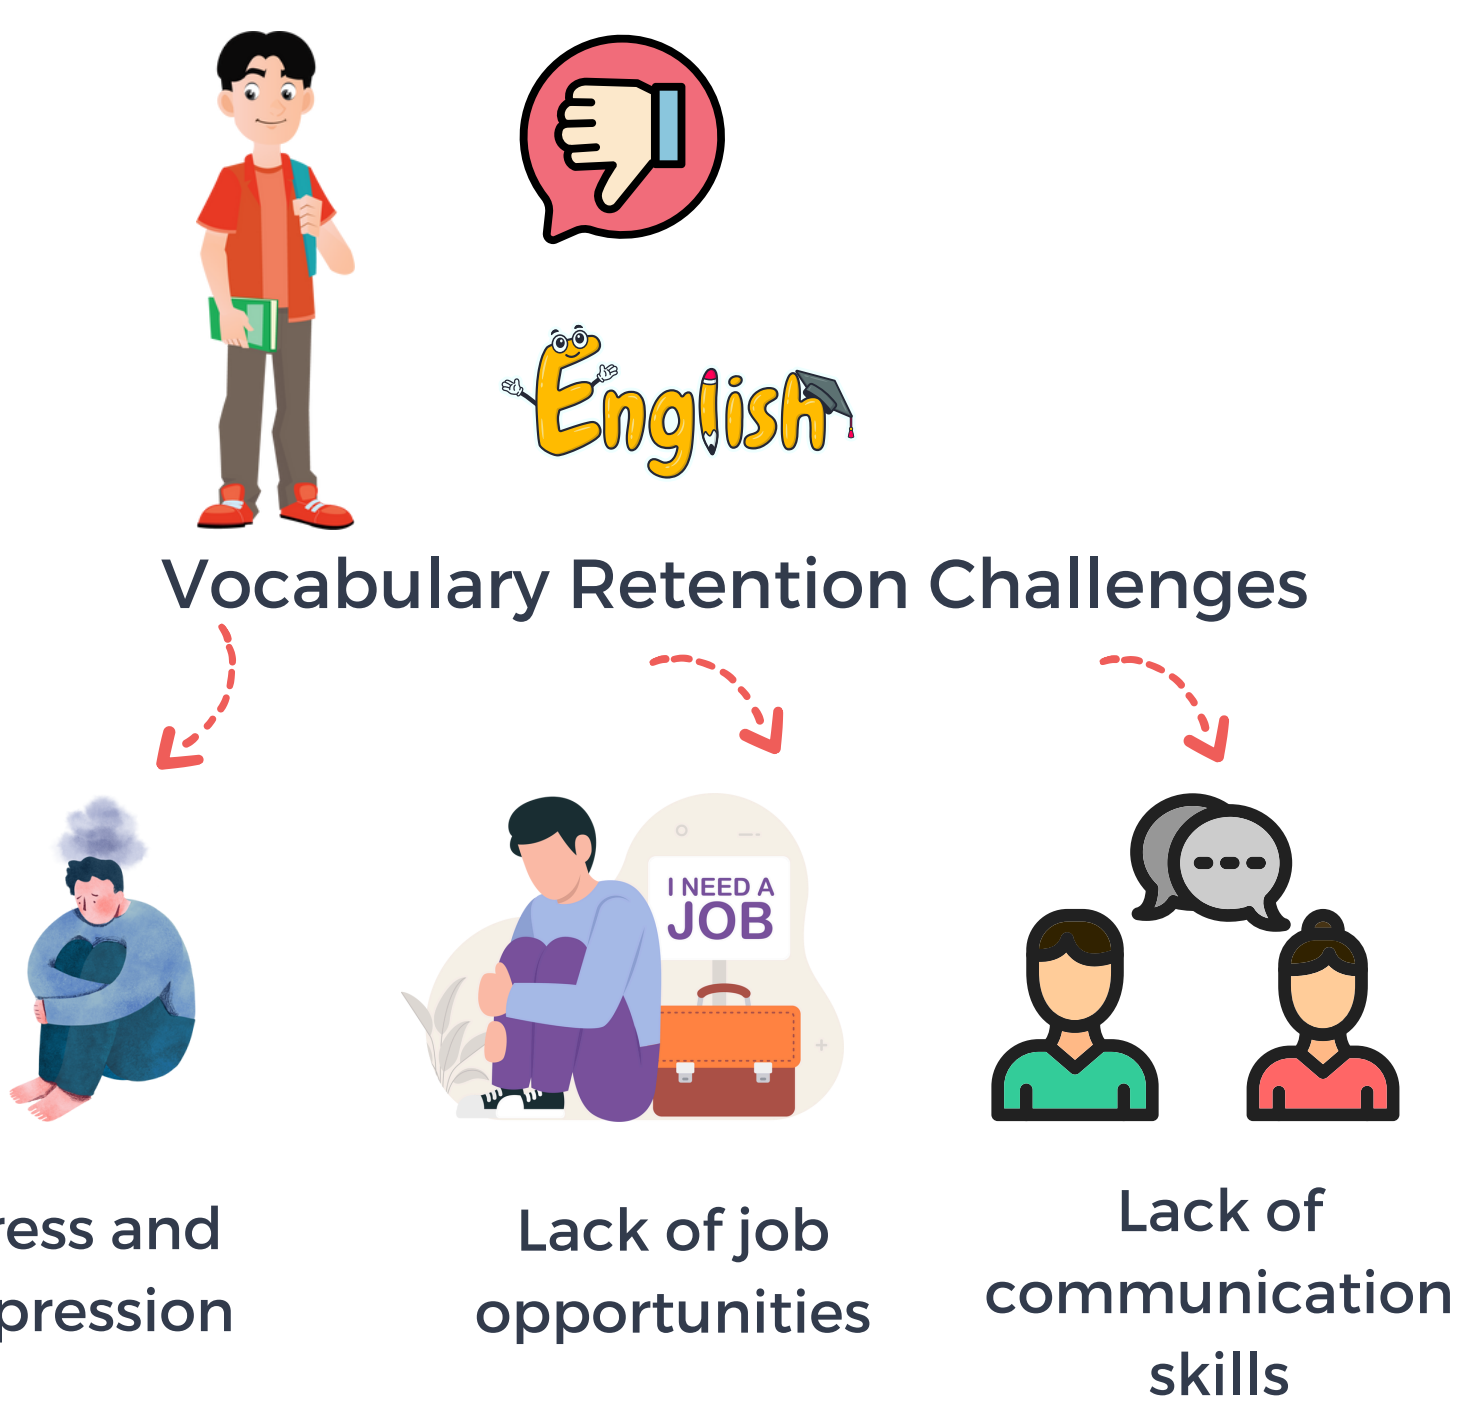 English
Vocabulary Retention Challenges
I NEED A
JOB
ress and
pression
Lack of job
opportunities
Lack of
communication
skills